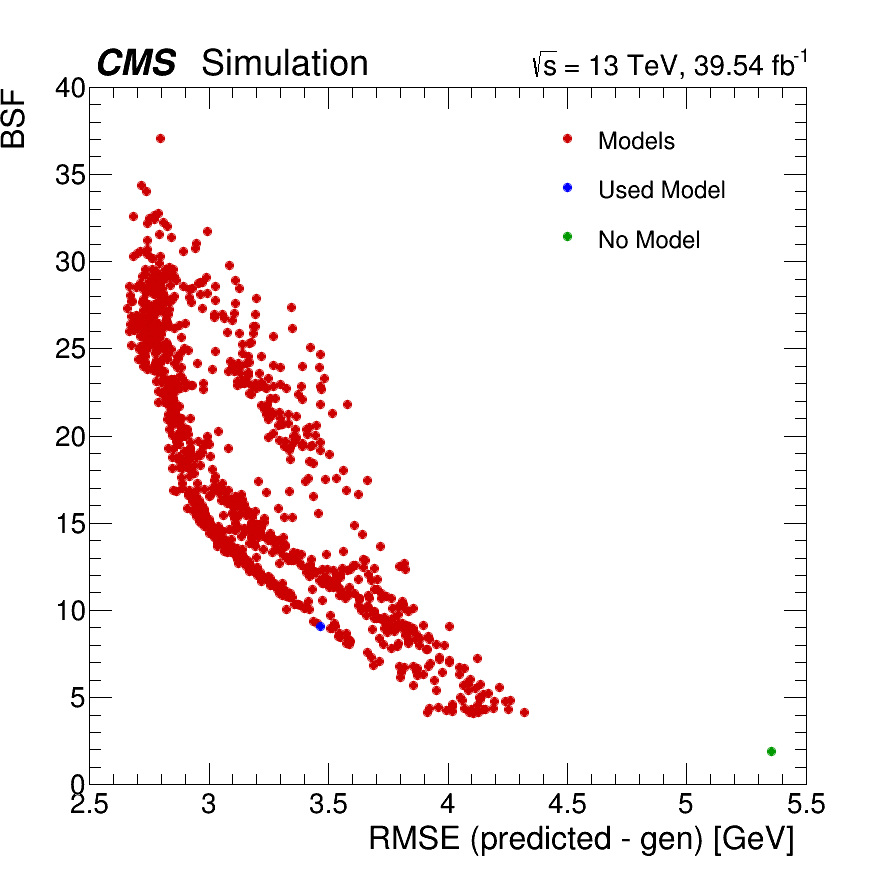 CMS Simulation
√s = 13 TeV, 39.54 fb⁻¹
BSF
40
35
30
25
20
15
10
5
0
Models
Used Model
No Model
2.5 3 3.5 4 4.5 5 5.5
RMSE (predicted - gen) [GeV]